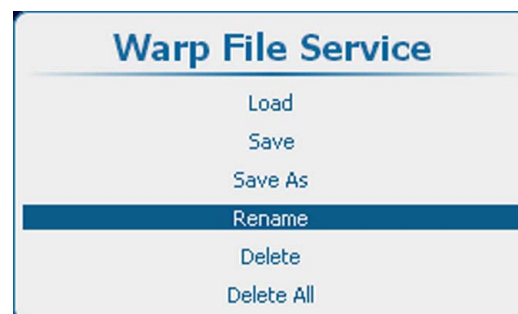 Warp File Service
Load
Save
Save As
Rename
Delete
Delete All